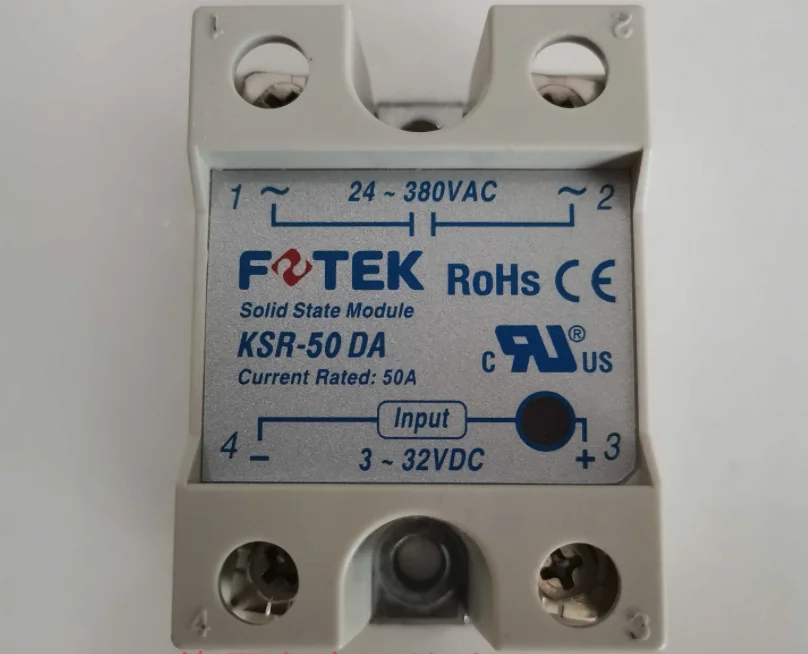 1 2
1 ~ 24 ~ 380VAC ~ 2
FOTEK RoHs CE
Solid State Module
KSR-50 DA
C RU® US
Current Rated: 50A
Input
4 - 3 ~ 32VDC + 3
4 3